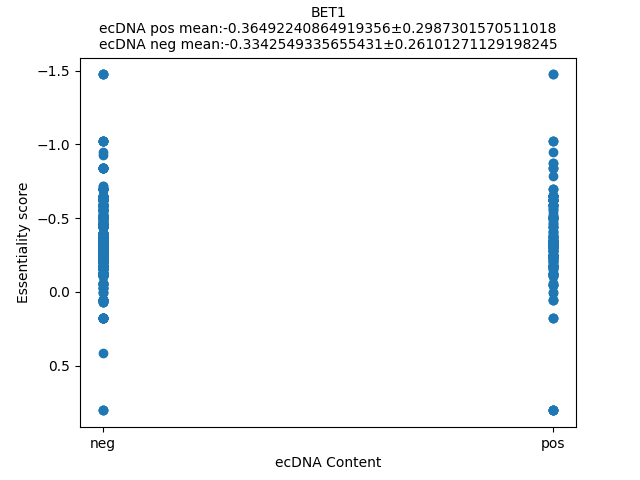 BET1
ecDNA pos mean:-0.36492240864919356±0.2987301570511018
ecDNA neg mean:-0.3342549335655431±0.26101271129198245
−1.5
−1.0
−0.5
0.0
0.5
Essentiality score
neg
pos
ecDNA Content